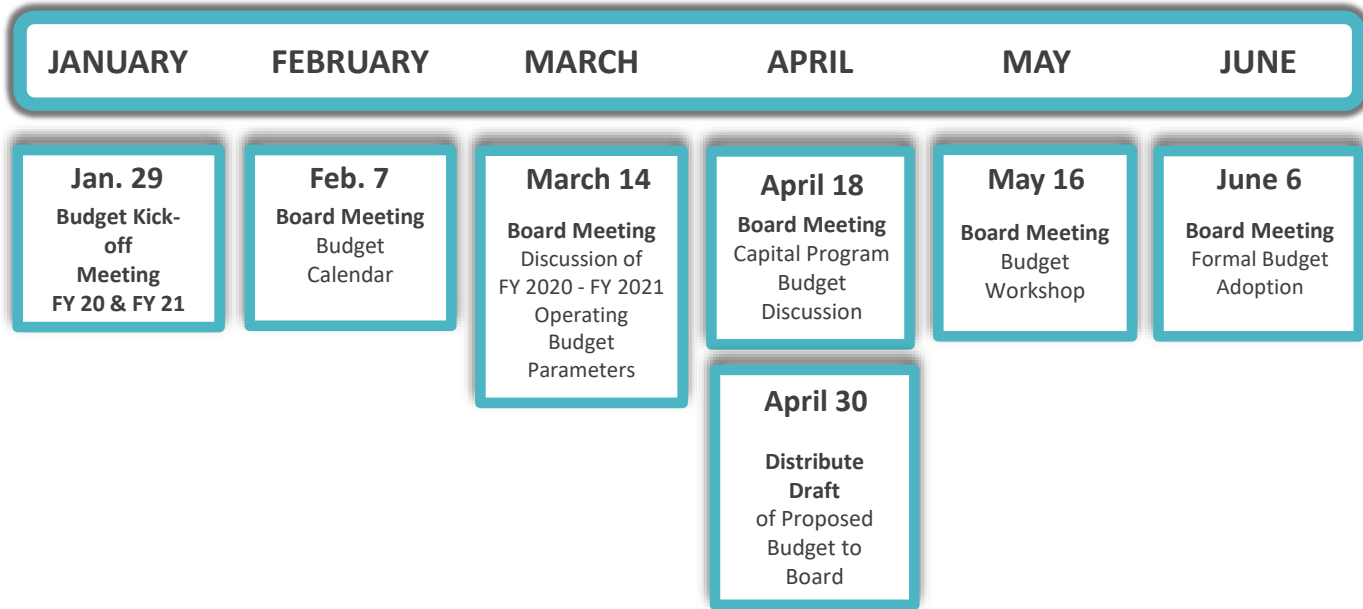 JANUARY FEBRUARY MARCH APRIL MAY JUNE
Jan. 29
Budget Kick-
off
Meeting
FY 20 & FY 21
Feb. 7
Board Meeting
Budget
Calendar
March 14
Board Meeting
Discussion of
FY 2020 - FY 2021
Operating
Budget
Parameters
April 18
Board Meeting
Capital Program
Budget
Discussion
April 30
Distribute
Draft
of Proposed
Budget to
Board
May 16
Board Meeting
Budget
Workshop
June 6
Board Meeting
Formal Budget
Adoption